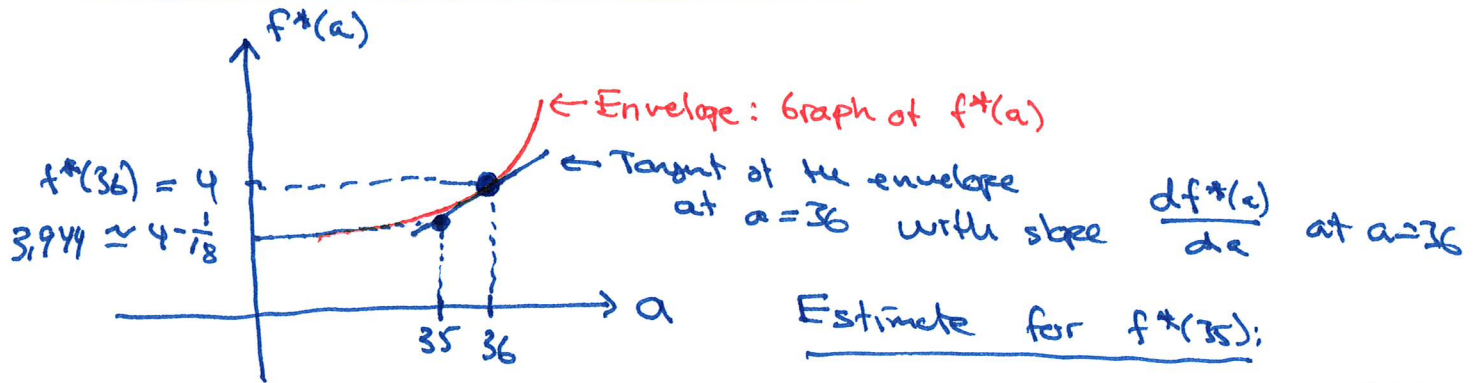 f*(a)
← Envelope: Graph of f*(a)
f*(36) = 4
← Tangent of the envelope
at a=36 with slope df*(a)/da at a=36
3,944 ≃ 4-1/18
a
35 36
Estimate for f*(35):